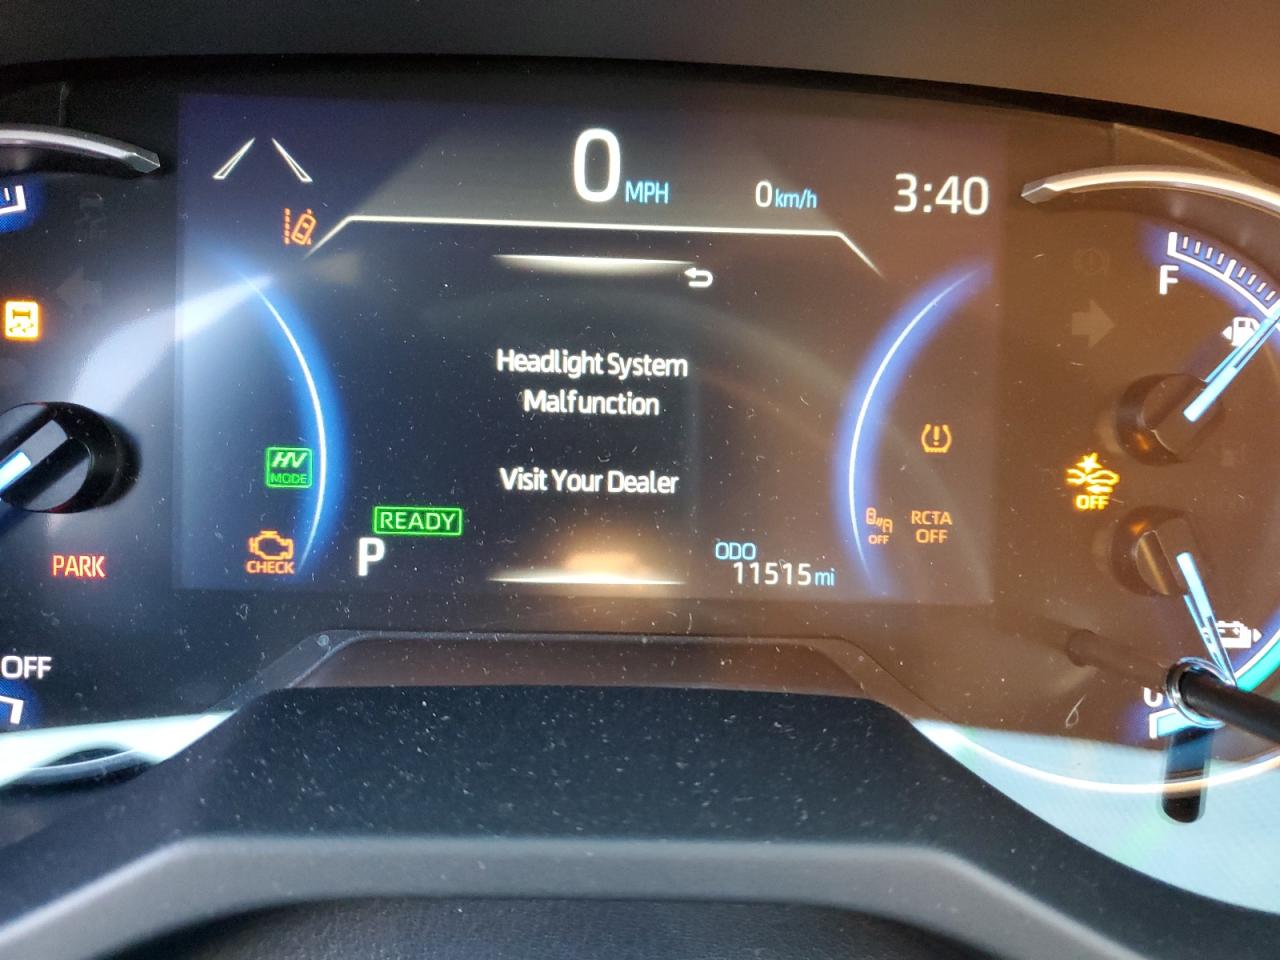 0 MPH
0 km/h
3:40
F
Headlight System
Malfunction
Visit Your Dealer
HV
MODE
READY
OFF
RCTA
OFF
OFF
CHECK
P
PARK
ODO
11515 mi
OFF